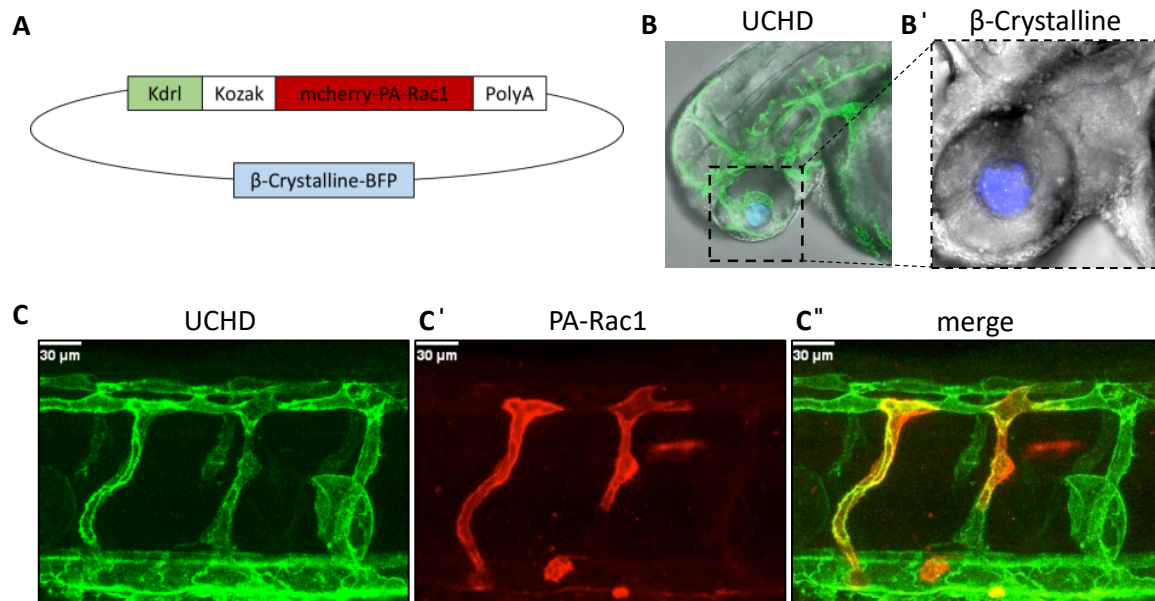 A
Kdrl Kozak mcherry-PA-Rac1 PolyA
β-Crystalline-BFP
B UCHD
B' β-Crystalline
C UCHD
30 µm
C' PA-Rac1
30 µm
C" merge
30 µm